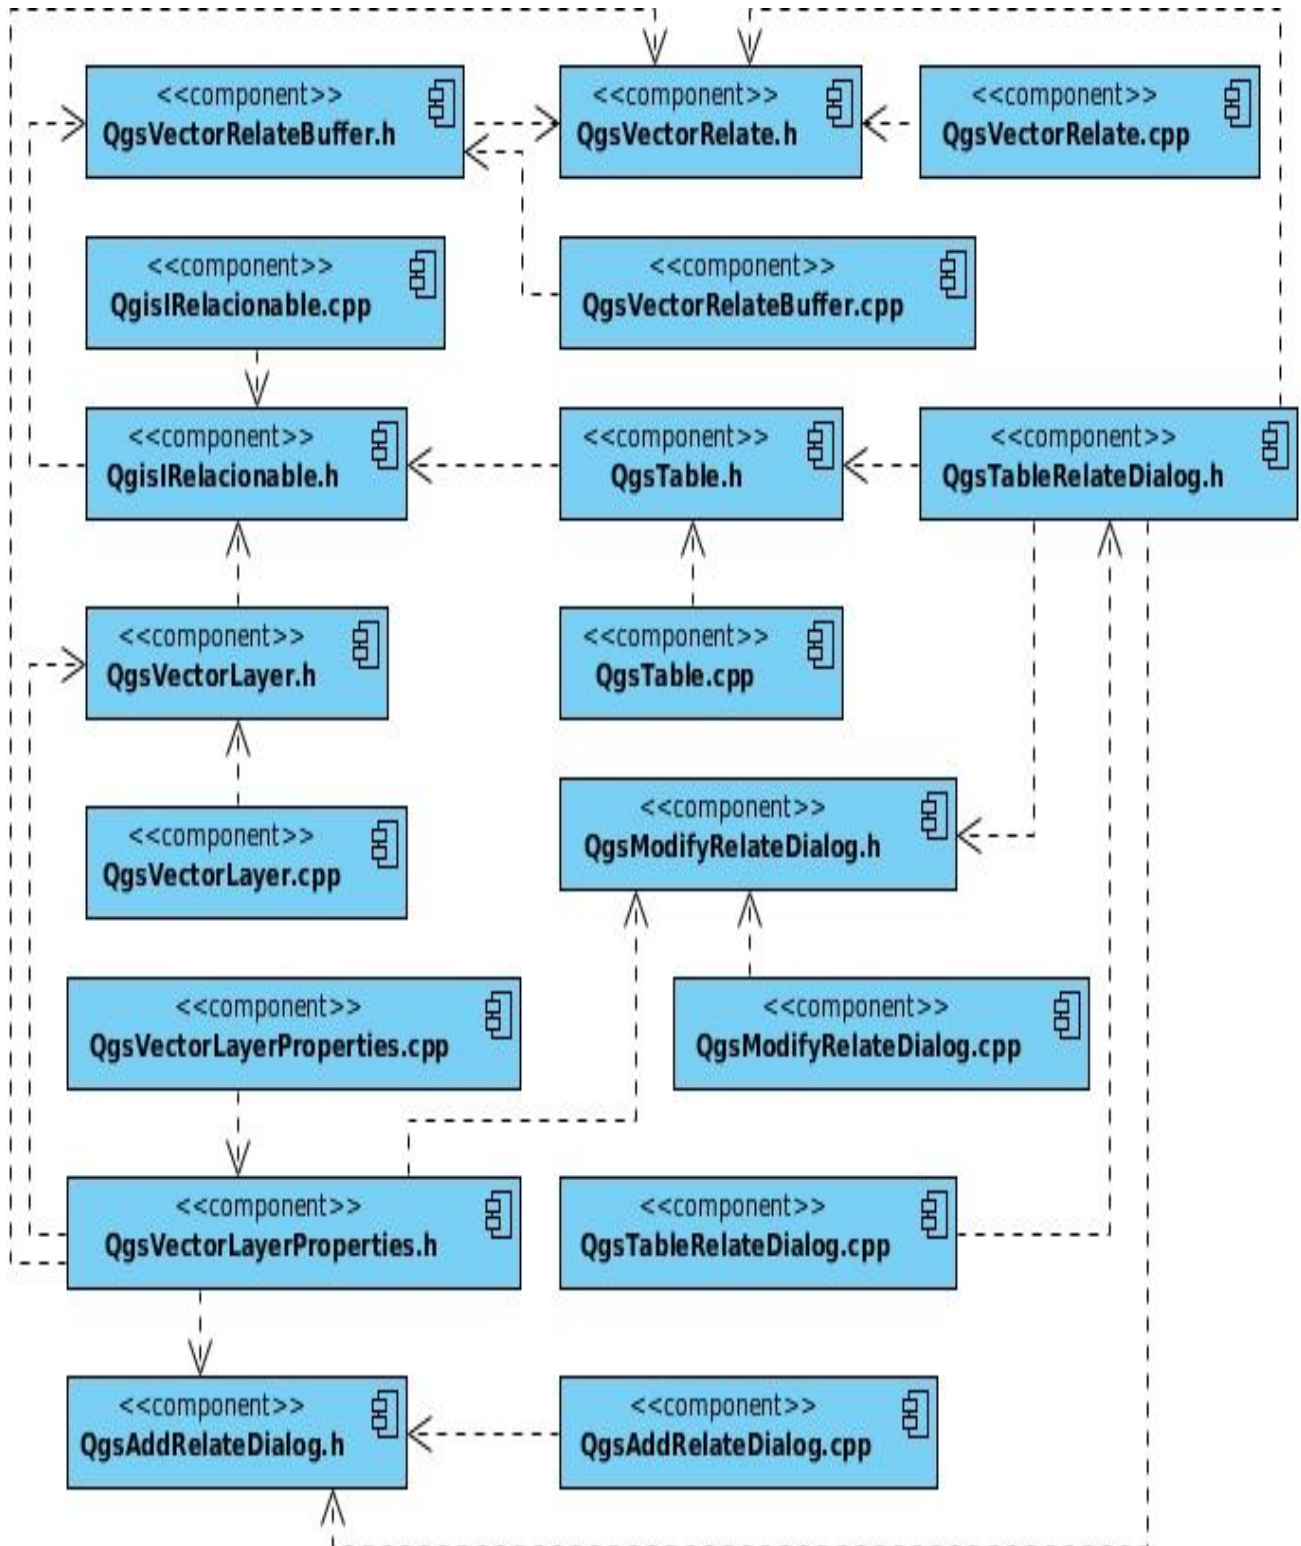 <<component>>
QgsVectorRelateBuffer.h
<<component>>
QgsVectorRelate.h
<<component>>
QgsVectorRelate.cpp
<<component>>
QgisIRelacionable.cpp
<<component>>
QgsVectorRelateBuffer.cpp
<<component>>
QgisIRelacionable.h
<<component>>
QgsTable.h
<<component>>
QgsTableRelateDialog.h
<<component>>
QgsVectorLayer.h
<<component>>
QgsTable.cpp
<<component>>
QgsModifyRelateDialog.h
<<component>>
QgsVectorLayer.cpp
<<component>>
QgsVectorLayerProperties.cpp
<<component>>
QgsModifyRelateDialog.cpp
<<component>>
QgsVectorLayerProperties.h
<<component>>
QgsTableRelateDialog.cpp
<<component>>
QgsAddRelateDialog.h
<<component>>
QgsAddRelateDialog.cpp